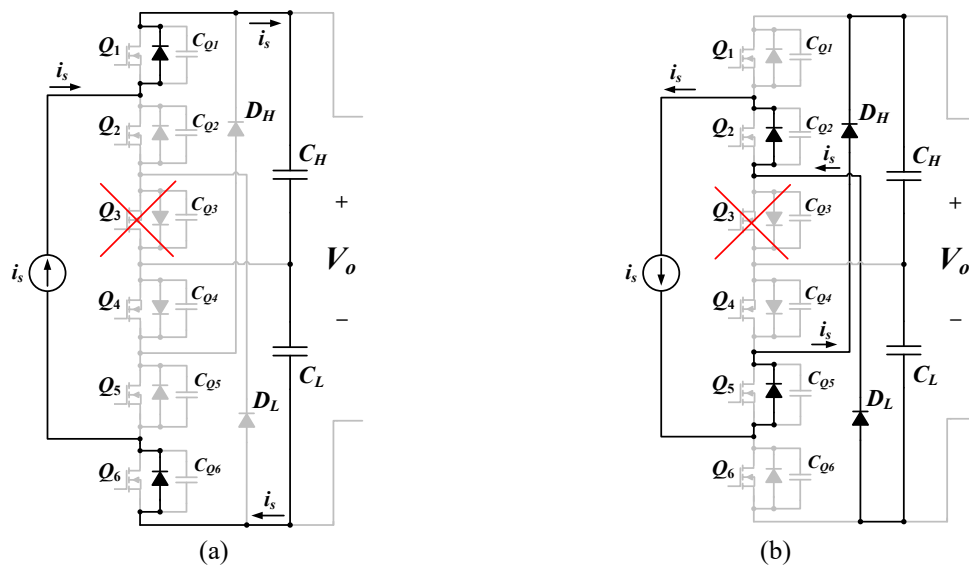 Q1 CQ1 is
is
Q2 CQ2 DH
CH
Q3 CQ3 +
is Vo
Q4 CQ4 −
CL
Q5 CQ5 DL
Q6 CQ6
is
(a)
Q1 CQ1
is
Q2 CQ2 DH
is CH
Q3 CQ3 +
is Vo
Q4 CQ4 −
is
CL
Q5 CQ5 DL
Q6 CQ6
(b)